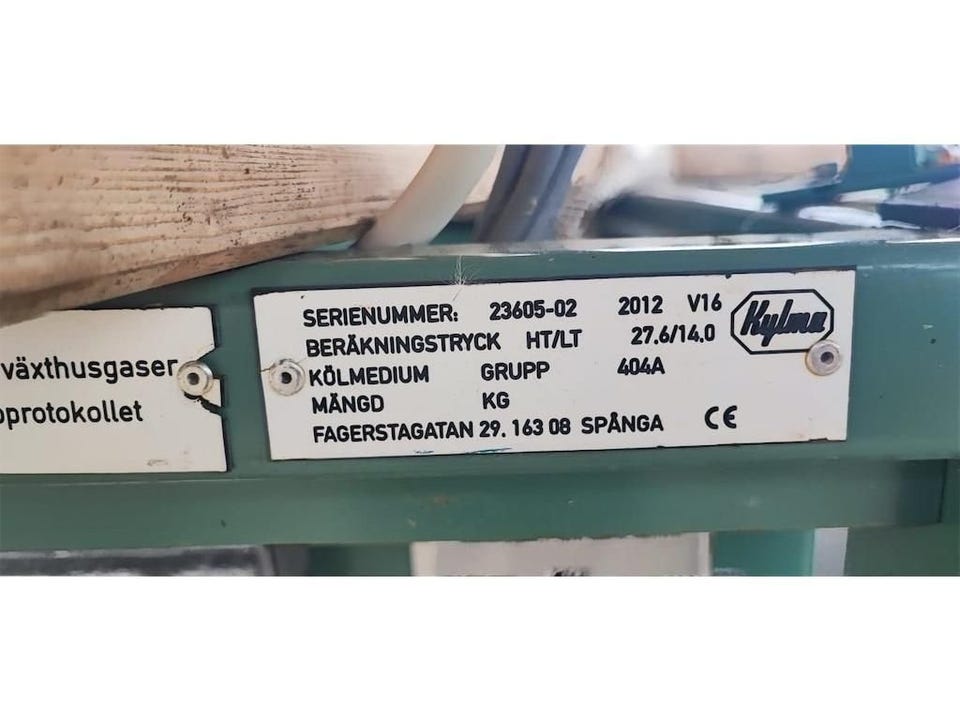 växthusgaser
protokollet
SERIENUMMER: 23605-02 2012 V16
BERÄKNINGSTRYCK HT/LT 27.6/14.0
KÖLMEDIUM GRUPP 404A
MÄNGD KG
FAGERSTAGATAN 29. 163 08 SPÅNGA CE
Kylma